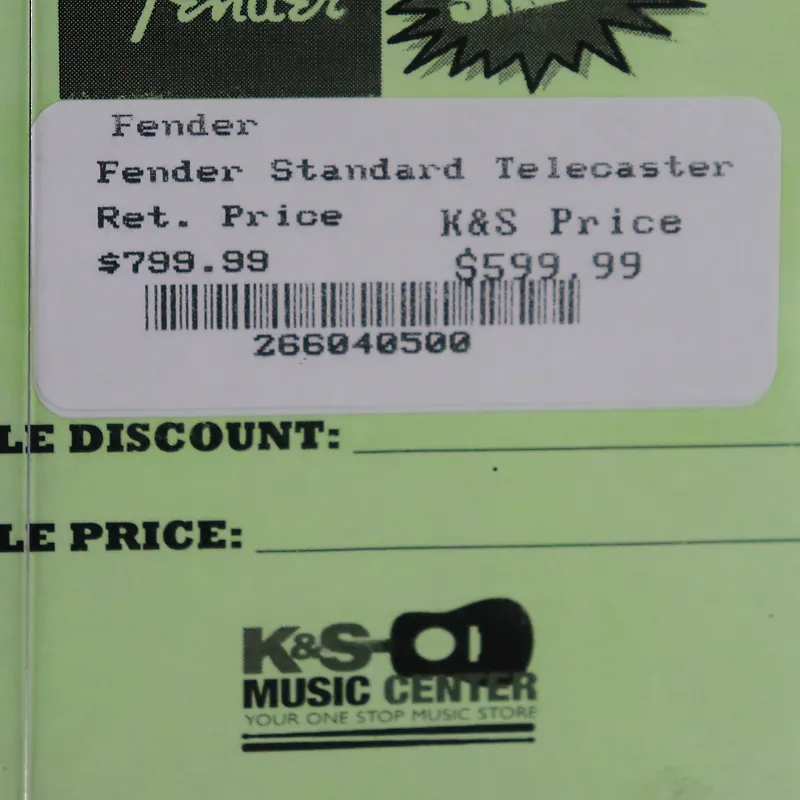 Fender
Fender
Fender Standard Telecaster
Ret. Price K&S Price
$799.99 $599.99
266040500
LE DISCOUNT:
LE PRICE:
K&S
MUSIC CENTER
YOUR ONE STOP MUSIC STORE